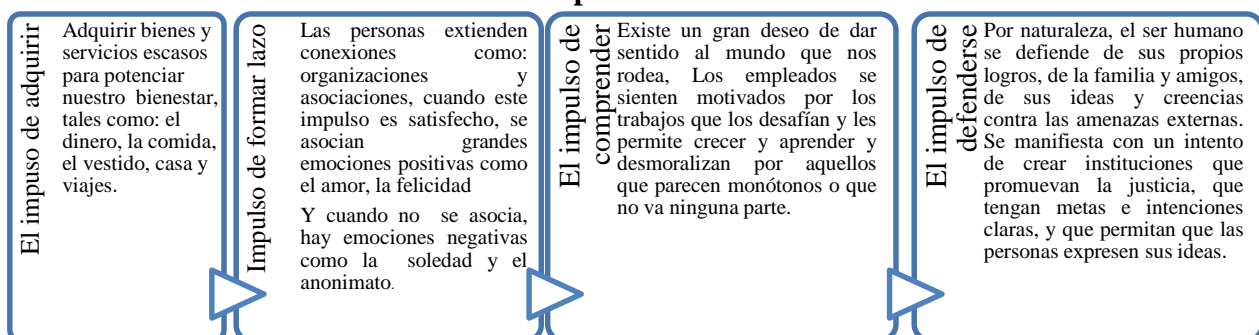 El impuso de adquirir
Adquirir bienes y
servicios escasos
para potenciar
nuestro bienestar,
tales como: el
dinero, la comida,
el vestido, casa y
viajes.
Impulso de formar lazo
Las personas extienden
conexiones como:
organizaciones y
asociaciones, cuando este
impulso es satisfecho, se
asocian grandes
emociones positivas como
el amor, la felicidad
Y cuando no se asocia,
hay emociones negativas
como la soledad y el
anonimato.
El impulso de
comprender
Existe un gran deseo de dar
sentido al mundo que nos
rodea, Los empleados se
sienten motivados por los
trabajos que los desafían y les
permite crecer y aprender y
desmoralizan por aquellos
que parecen monótonos o que
no va ninguna parte.
El impulso de
defenderse
Por naturaleza, el ser humano
se defiende de sus propios
logros, de la familia y amigos,
de sus ideas y creencias
contra las amenazas externas.
Se manifiesta con un intento
de crear instituciones que
promuevan la justicia, que
tengan metas e intenciones
claras, y que permitan que las
personas expresen sus ideas.